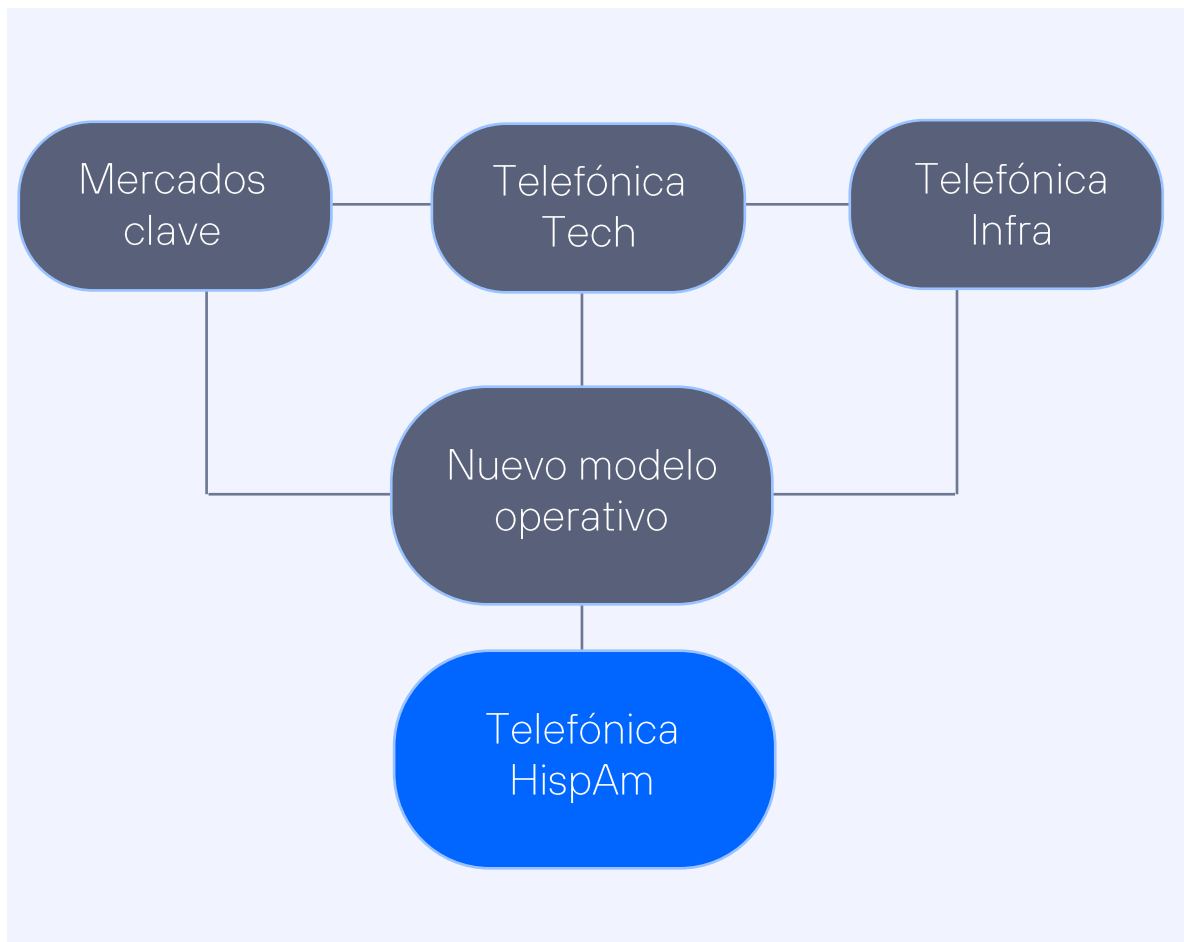 Mercados
clave
Telefónica
Tech
Telefónica
Infra
Nuevo modelo
operativo
Telefónica
HispAm